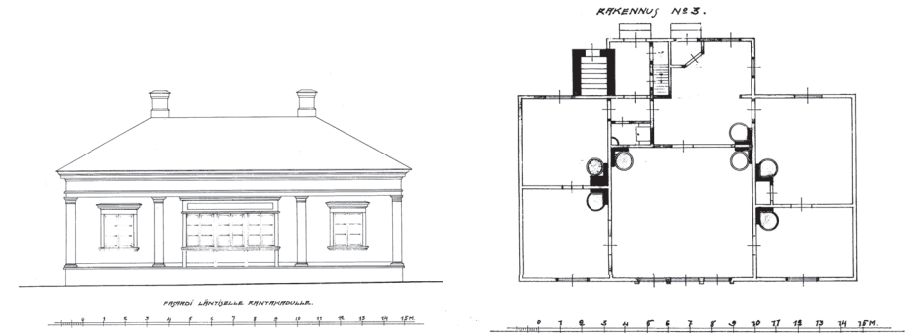 RAKENNUS No 3.
FASADI LÄNTISELLE RANTAKADULLE.
0 1 2 3 4 5 6 7 8 9 10 11 12 13 14 15 M.
0 1 2 3 4 5 6 7 8 9 10 11 12 13 14 15 M.